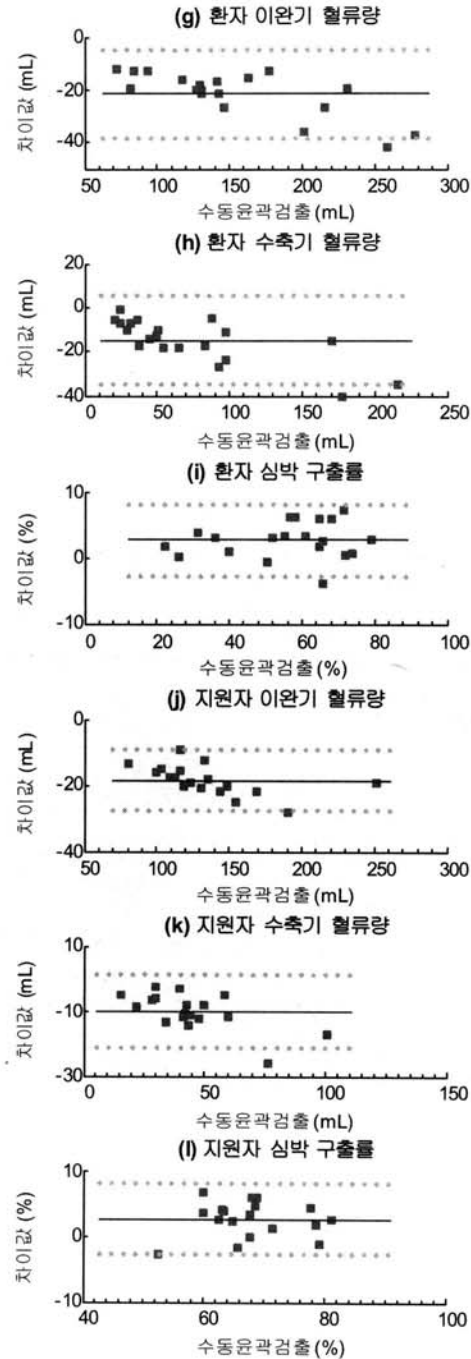 (g) 환자 이완기 혈류량
차이값 (mL)
0
-20
-40
50 100 150 200 250 300
수동윤곽검출 (mL)
(h) 환자 수축기 혈류량
차이값 (mL)
20
0
-20
-40
0 50 100 150 200 250
수동윤곽검출 (mL)
(i) 환자 심박 구출률
차이값 (%)
10
0
-10
0 20 40 60 80 100
수동윤곽검출 (%)
(j) 지원자 이완기 혈류량
차이값 (mL)
0
-20
-40
50 100 150 200 250 300
수동윤곽검출 (mL)
(k) 지원자 수축기 혈류량
차이값 (mL)
10
-10
-30
0 50 100 150
수동윤곽검출 (mL)
(l) 지원자 심박 구출률
차이값 (%)
10
0
-10
40 60 80 100
수동윤곽검출 (%)